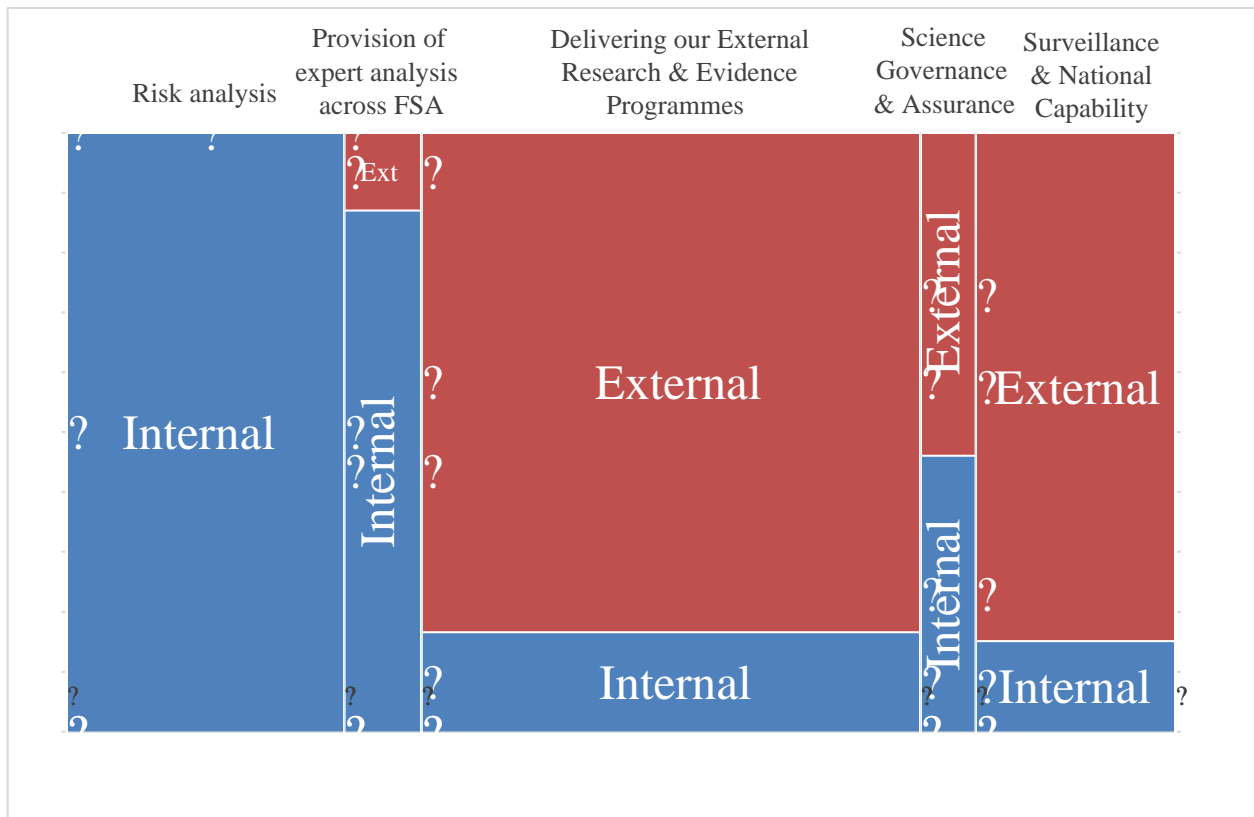 Risk analysis
Provision of
expert analysis
across FSA
Delivering our External
Research & Evidence
Programmes
Science
Governance
& Assurance
Surveillance
& National
Capability
? ? ?
? Ext ?
External
? ?
? ? ? External
? Internal ?
External
? ?
Internal
? ?
Internal
? Internal ? ? Internal
? ? ? ? ? ?
? ? ? ? ?